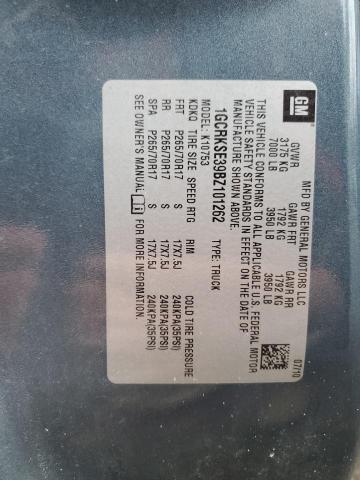 GM
MFD BY GENERAL MOTORS LLC 07/10
GVWR GAWR FRT GAWR RR
3175 KG 1792 KG 1792 KG
7000 LB 3950 LB 3950 LB
THIS VEHICLE CONFORMS TO ALL APPLICABLE U.S. FEDERAL MOTOR
VEHICLE SAFETY STANDARDS IN EFFECT ON THE DATE OF
MANUFACTURE SHOWN ABOVE.
1GCRKSE39BZ101262 TYPE: TRUCK
MODEL: K10753
KDKQ TIRE SIZE SPEED RTG RIM COLD TIRE PRESSURE
FRT P265/70R17 S 17X7.5J 240KPA(35PSI)
RR P265/70R17 S 17X7.5J 240KPA(35PSI)
SPA P265/70R17 S 17X7.5J 240KPA(35PSI)
SEE OWNER'S MANUAL FOR MORE INFORMATION.